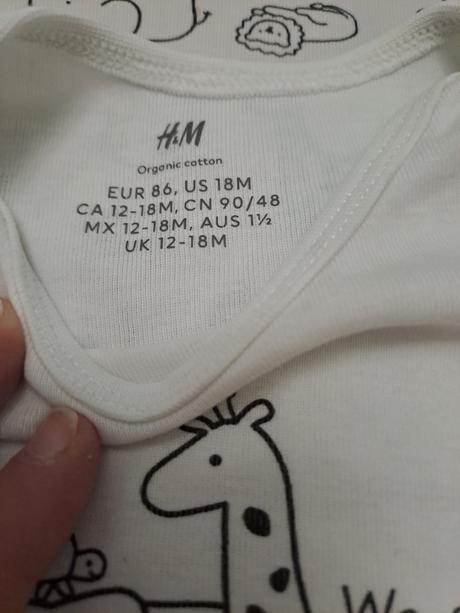 H&M
Organic cotton
EUR 86, US 18M
CA 12-18M, CN 90/48
MX 12-18M, AUS 1½
UK 12-18M